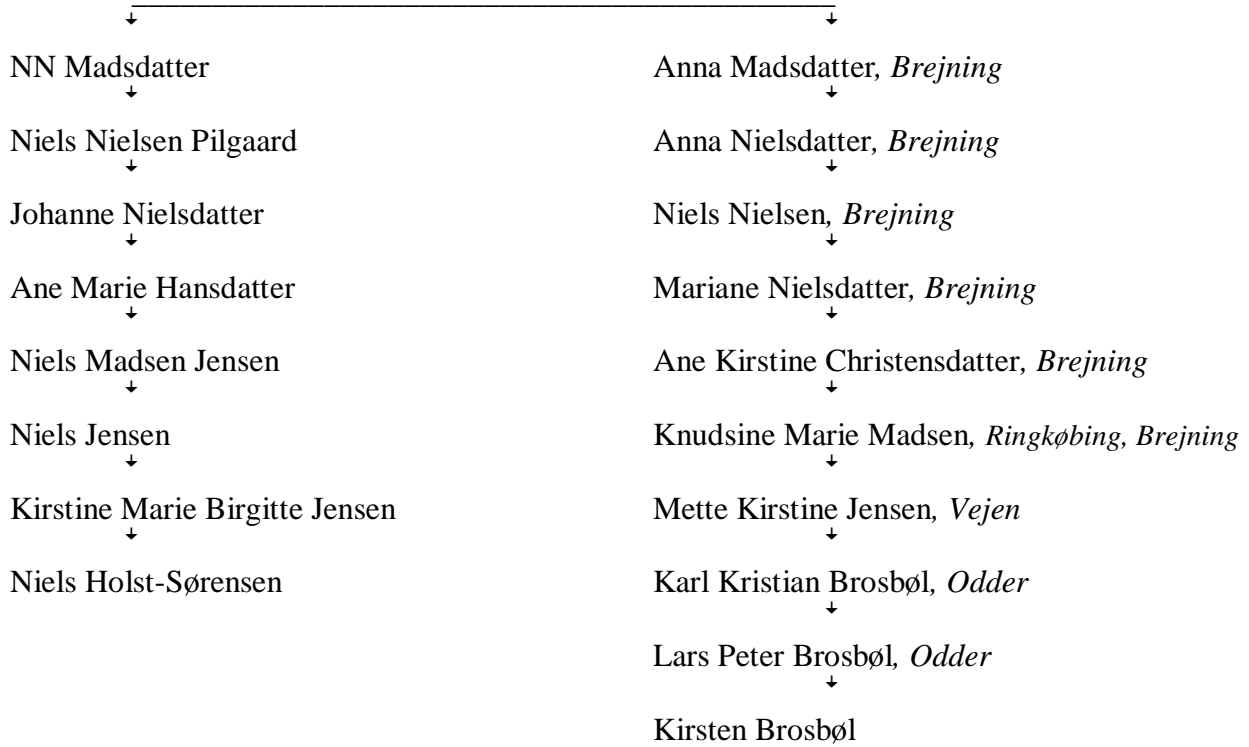 NN Madsdatter Anna Madsdatter, Brejning
Niels Nielsen Pilgaard Anna Nielsdatter, Brejning
Johanne Nielsdatter Niels Nielsen, Brejning
Ane Marie Hansdatter Mariane Nielsdatter, Brejning
Niels Madsen Jensen Ane Kirstine Christensdatter, Brejning
Niels Jensen Knudsine Marie Madsen, Ringkøbing, Brejning
Kirstine Marie Birgitte Jensen Mette Kirstine Jensen, Vejen
Niels Holst-Sørensen Karl Kristian Brosbøl, Odder
Lars Peter Brosbøl, Odder
Kirsten Brosbøl